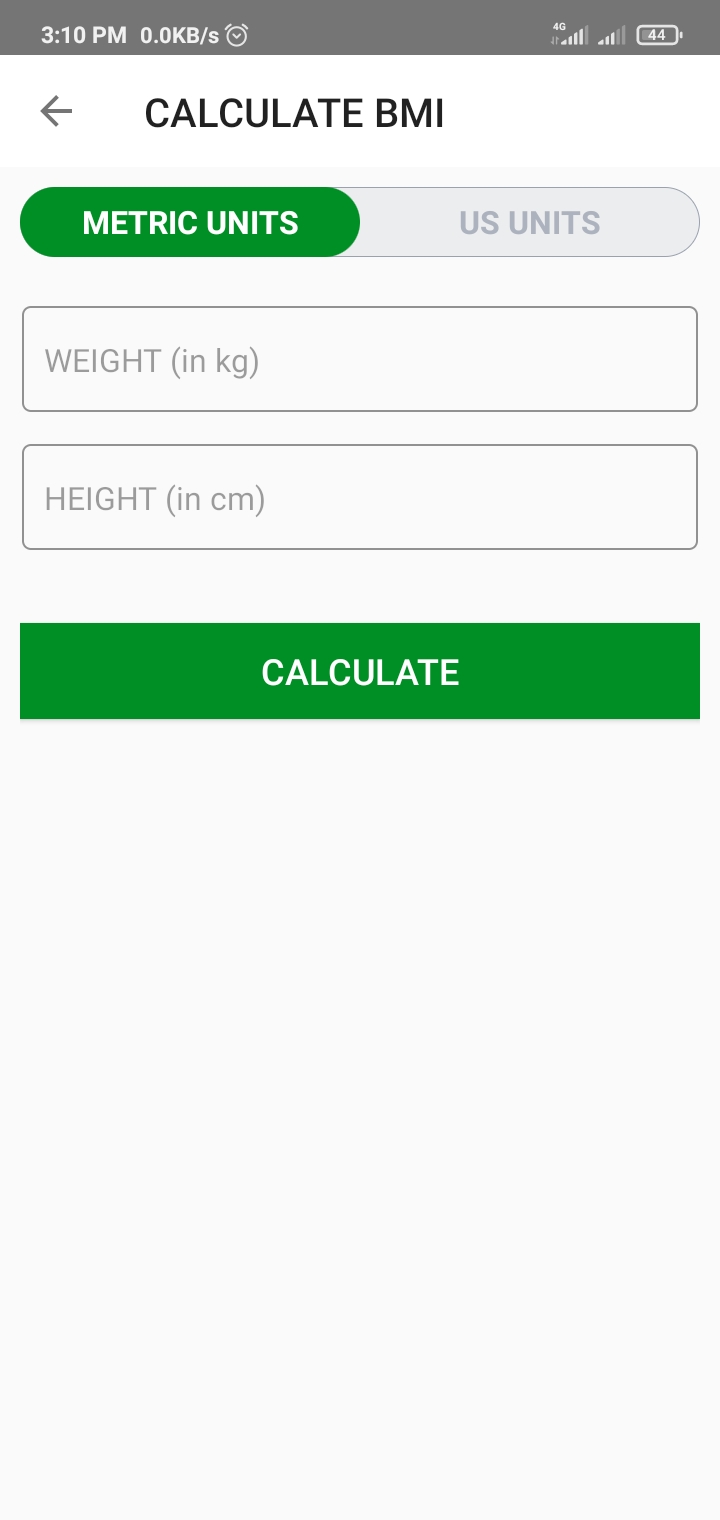 3:10 PM 0.0KB/s 4G 44
CALCULATE BMI
METRIC UNITS US UNITS
WEIGHT (in kg)
HEIGHT (in cm)
CALCULATE